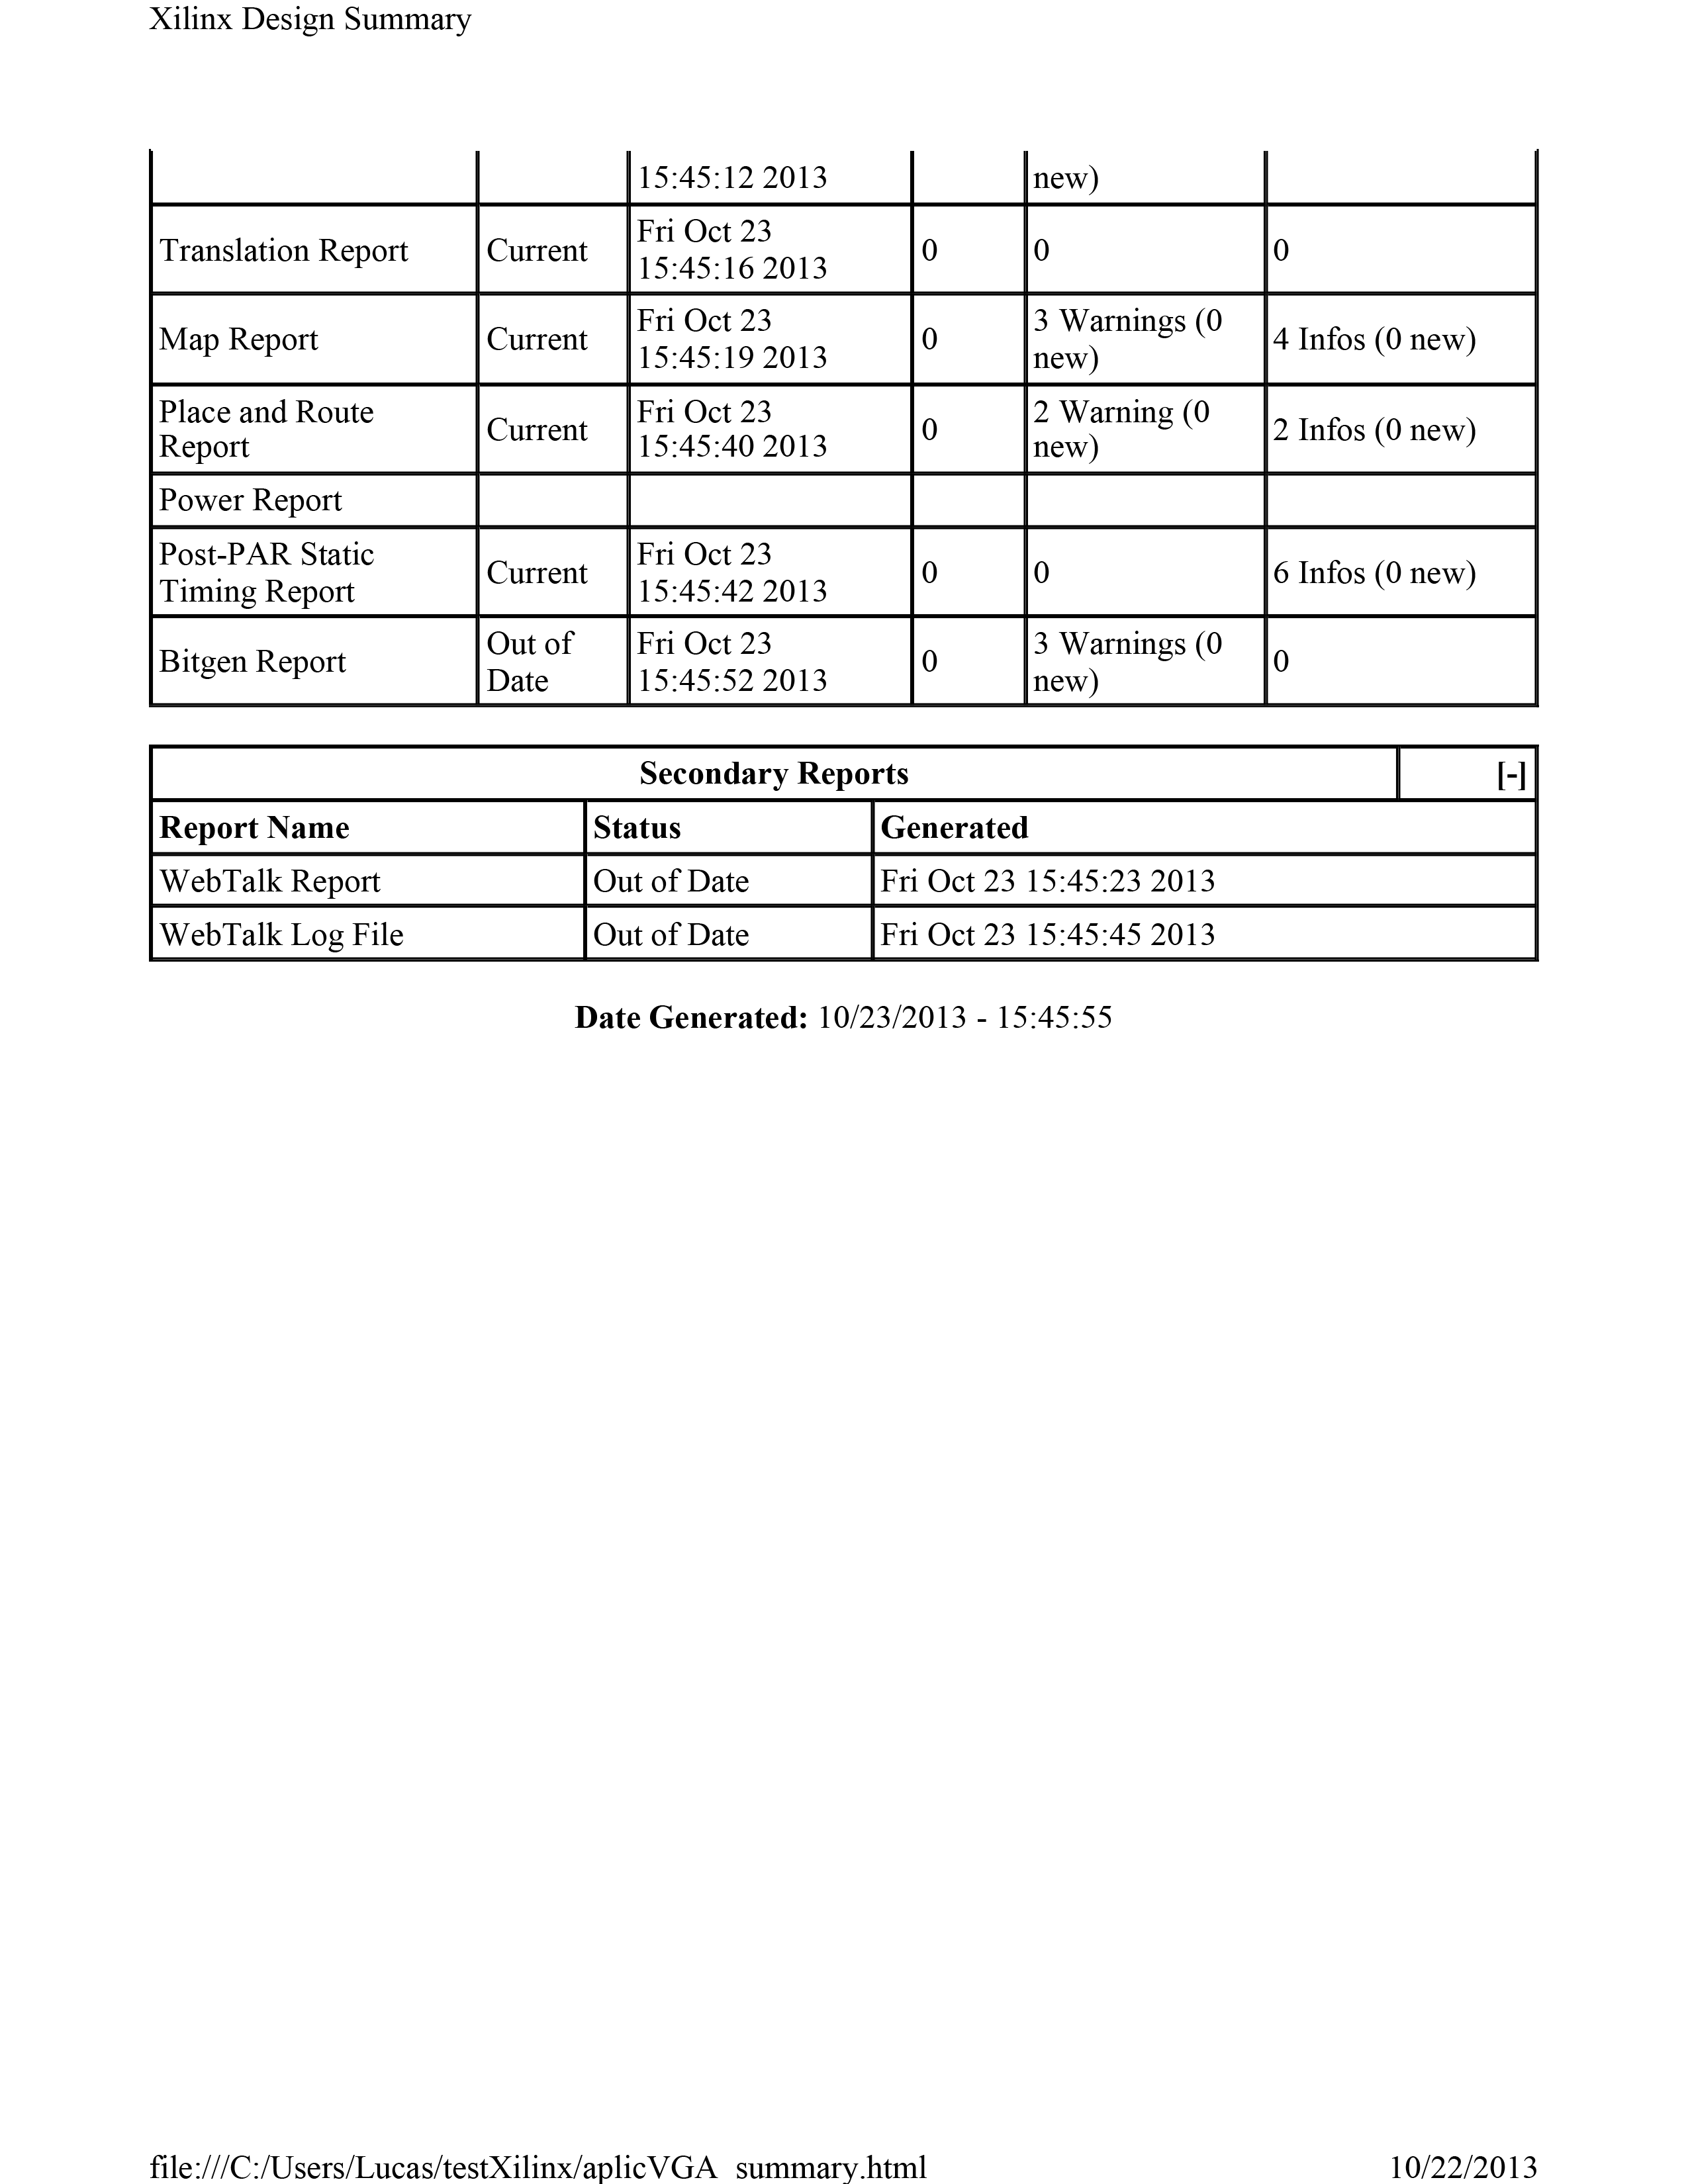 Xilinx Design Summary
15:45:12 2013 new)
Translation Report Current Fri Oct 23 15:45:16 2013 0 0 0
Map Report Current Fri Oct 23 15:45:19 2013 0 3 Warnings (0 new) 4 Infos (0 new)
Place and Route Report Current Fri Oct 23 15:45:40 2013 0 2 Warning (0 new) 2 Infos (0 new)
Power Report
Post-PAR Static Timing Report Current Fri Oct 23 15:45:42 2013 0 0 6 Infos (0 new)
Bitgen Report Out of Date Fri Oct 23 15:45:52 2013 0 3 Warnings (0 new) 0
Secondary Reports [-]
Report Name Status Generated
WebTalk Report Out of Date Fri Oct 23 15:45:23 2013
WebTalk Log File Out of Date Fri Oct 23 15:45:45 2013
Date Generated: 10/23/2013 - 15:45:55
file:///C:/Users/Lucas/testXilinx/aplicVGA_summary.html 10/22/2013